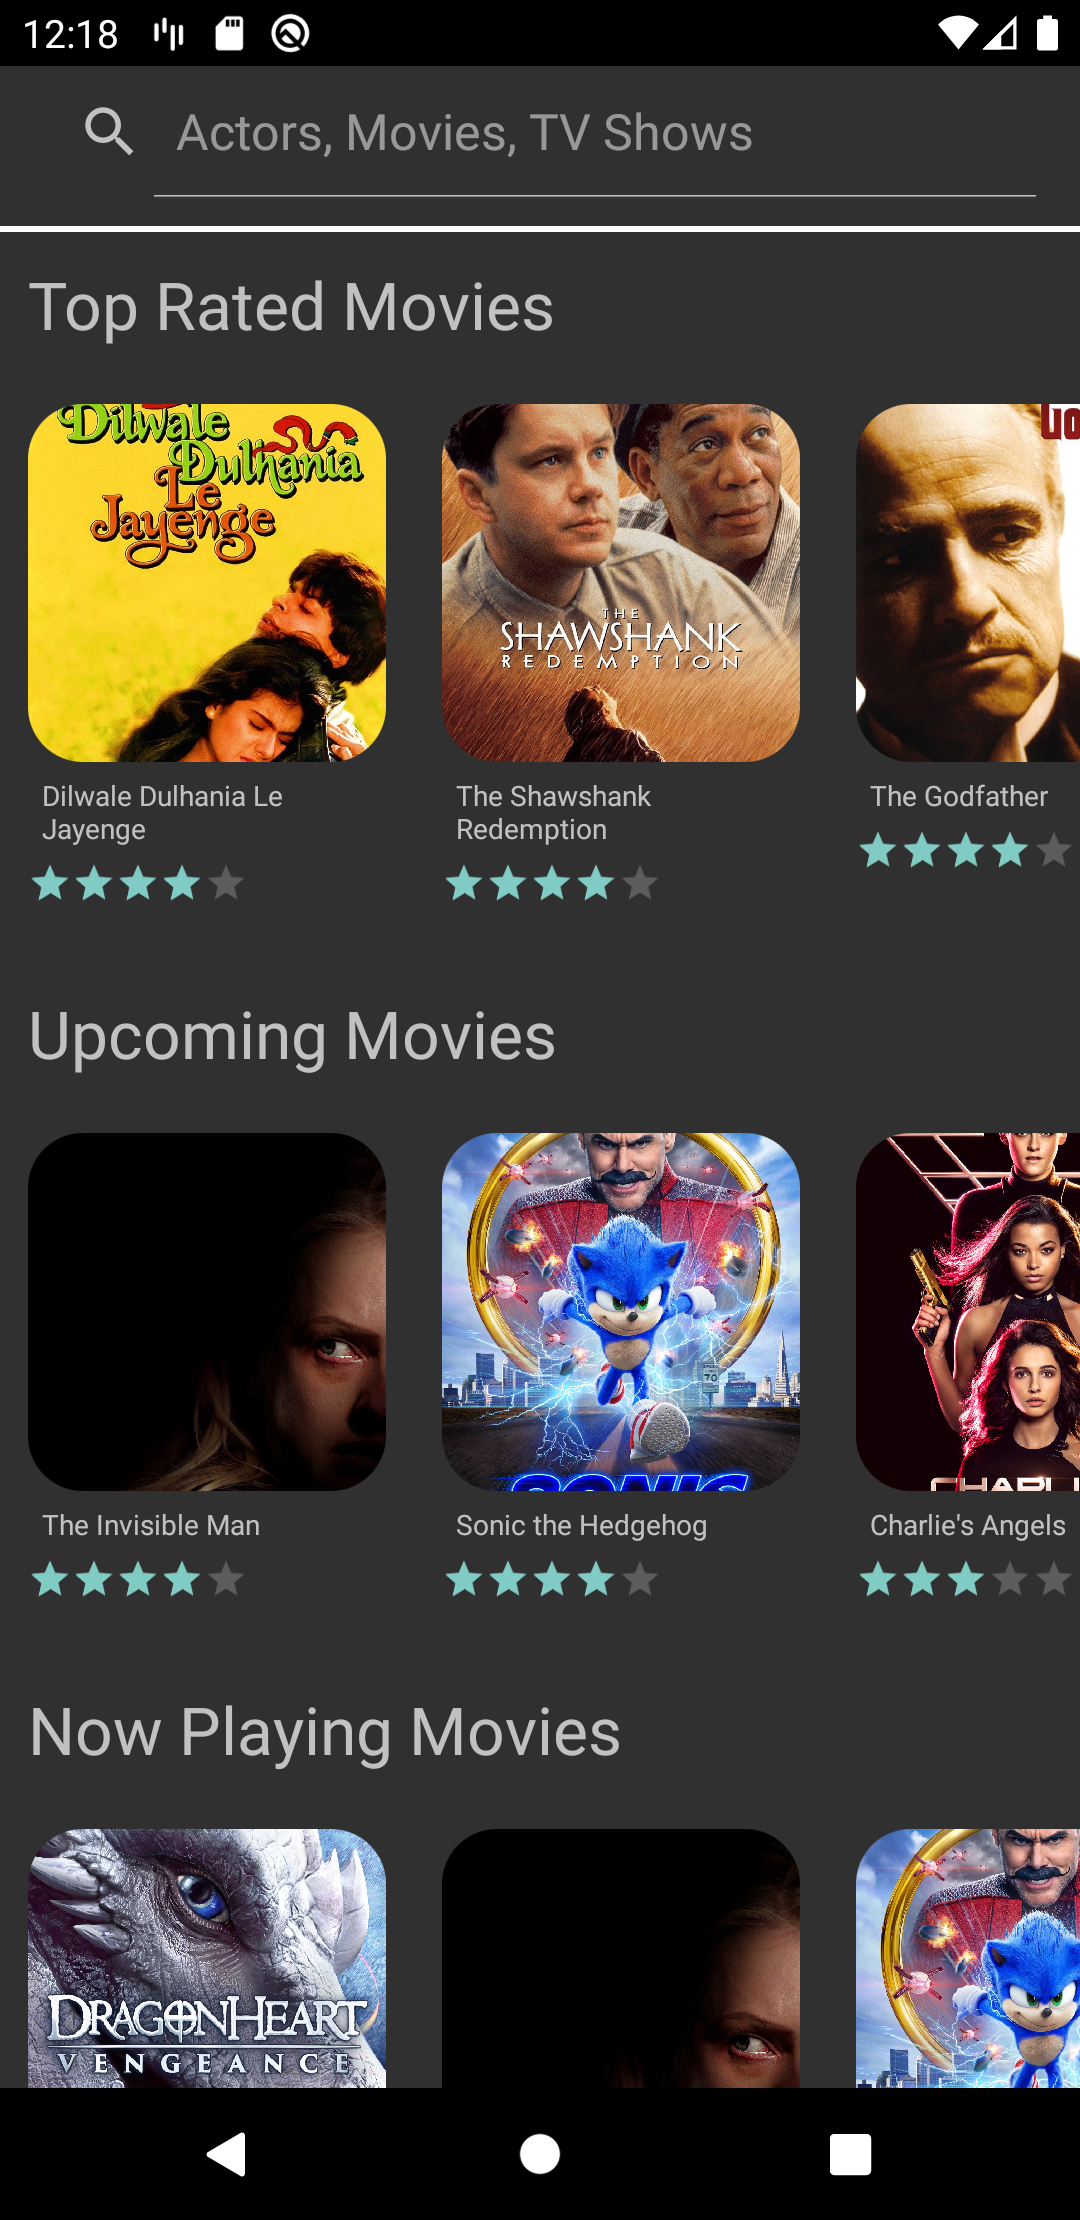 12:18
Actors, Movies, TV Shows
Top Rated Movies
Dilwale
Dulhania
Le
Jayenge
THE
SHAWSHANK
REDEMPTION
Dilwale Dulhania Le
Jayenge
The Shawshank
Redemption
The Godfather
Upcoming Movies
70
SONIC
The Invisible Man
Sonic the Hedgehog
Charlie's Angels
Now Playing Movies
DRAGONHEART
VENGEANCE